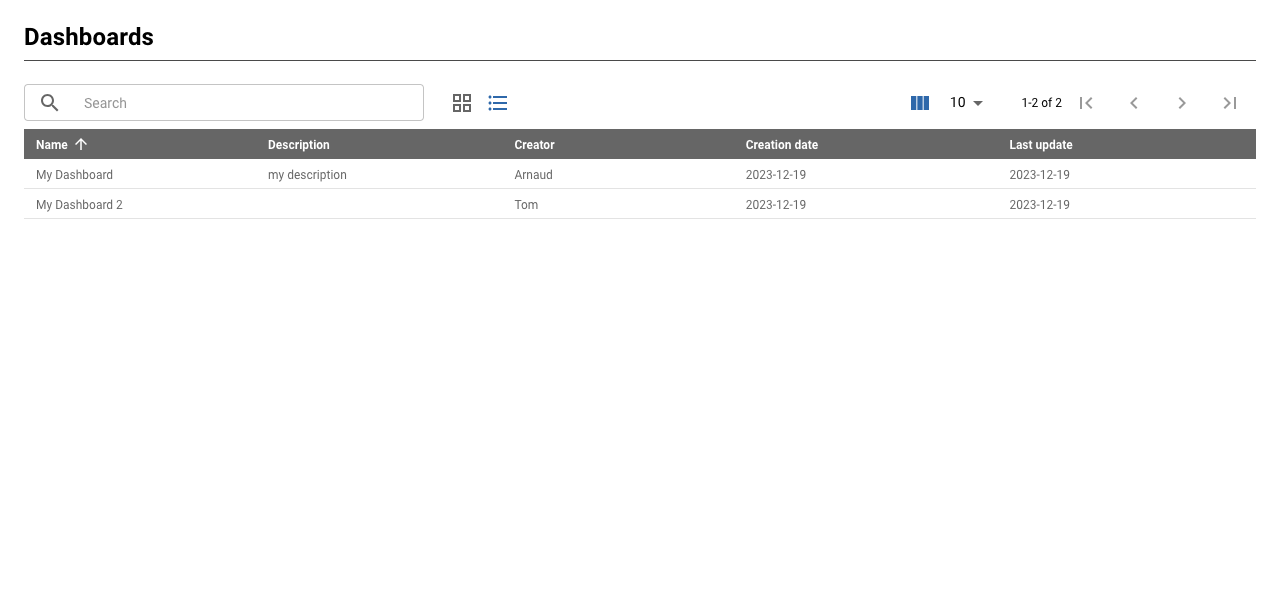 Dashboards
Search
10
1-2 of 2
Name Description Creator Creation date Last update
My Dashboard my description Arnaud 2023-12-19 2023-12-19
My Dashboard 2 Tom 2023-12-19 2023-12-19